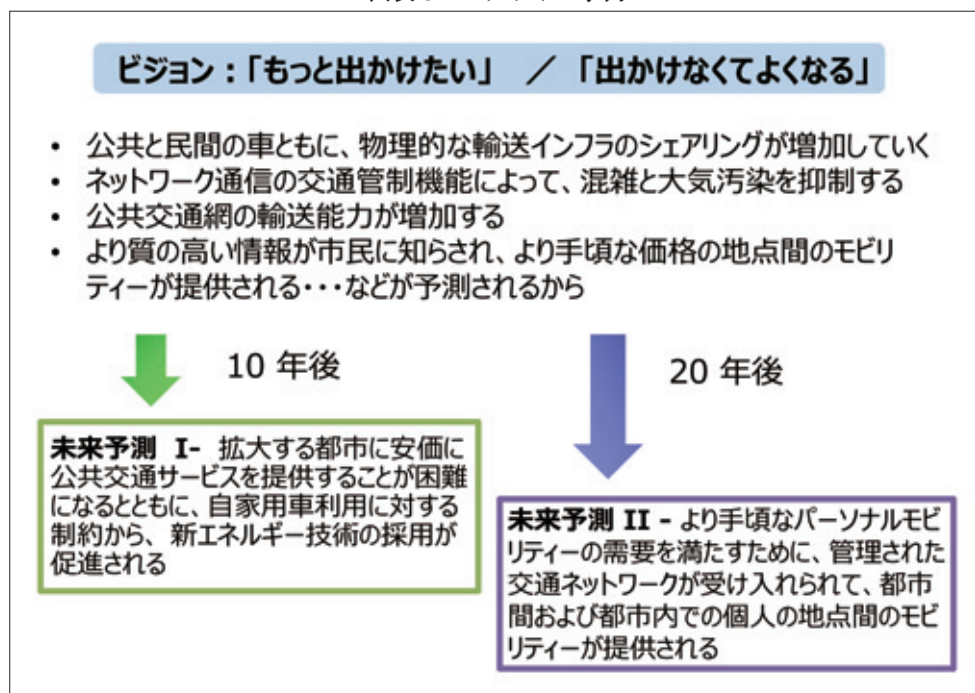 ビジョン：「もっと出かけたい」 ／ 「出かけなくてよくなる」
• 公共と民間の車ともに、物理的な輸送インフラのシェアリングが増加していく
• ネットワーク通信の交通管制機能によって、混雑と大気汚染を抑制する
• 公共交通網の輸送能力が増加する
• より質の高い情報が市民に知らされ、より手頃な価格の地点間のモビリ
ティーが提供される・・・などが予測されるから
10 年後
20 年後
未来予測 I- 拡大する都市に安価に
公共交通サービスを提供することが困難
になるとともに、自家用車利用に対する
制約から、新エネルギー技術の採用が
促進される
未来予測 II - より手頃なパーソナルモビ
リティーの需要を満たすために、管理された
交通ネットワークが受け入れられて、都市
間および都市内での個人の地点間のモビ
リティーが提供される